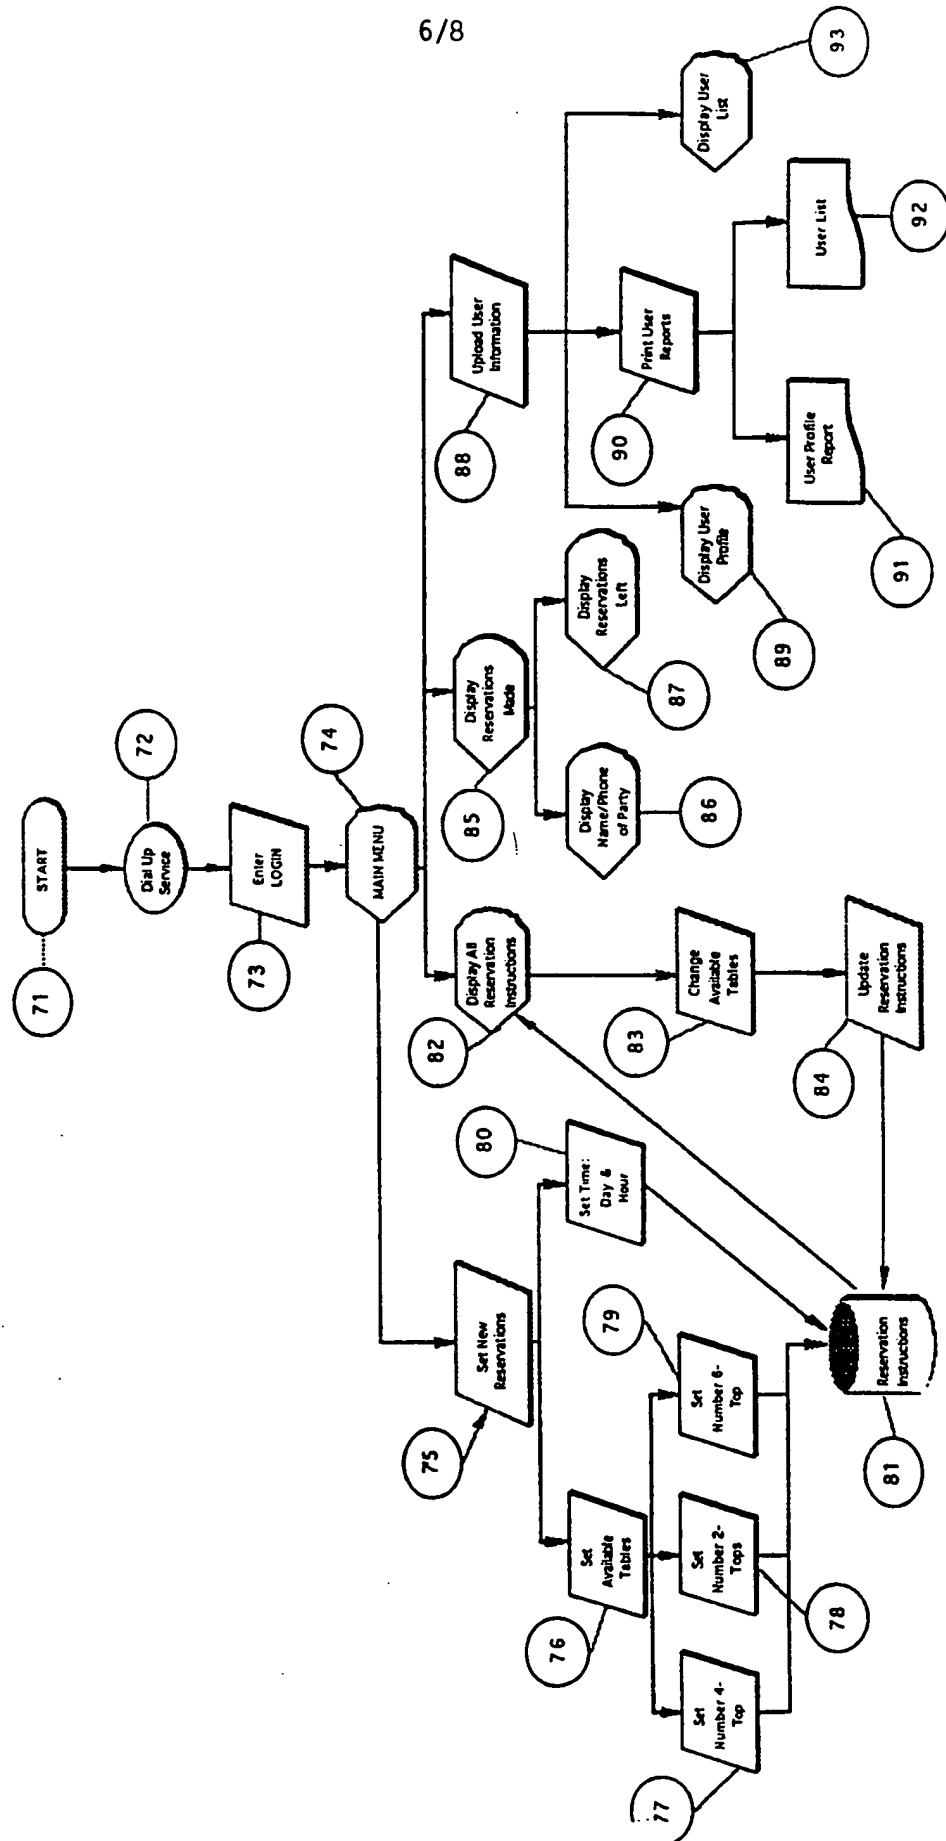 6/8
START
71
Dial Up
Service
72
Enter
LOGIN
73
MAIN MENU
74
Set New
Reservations
75
Set
Available
Tables
76
Set
Number 4-
Top
77
Set
Number 2-
Tops
78
Set
Number 6-
Top
79
Set Time:
Day &
Hour
80
Reservation
Instructions
81
Display All
Reservation
Instructions
82
Change
Available
Tables
83
Update
Reservation
Instructions
84
Display
Reservations
Made
85
Display
Name/Phone
of Party
86
Display
Reservations
Left
87
Upload User
Information
88
Display User
Profile
89
Print User
Reports
90
User Profile
Report
91
User List
92
Display User
List
93